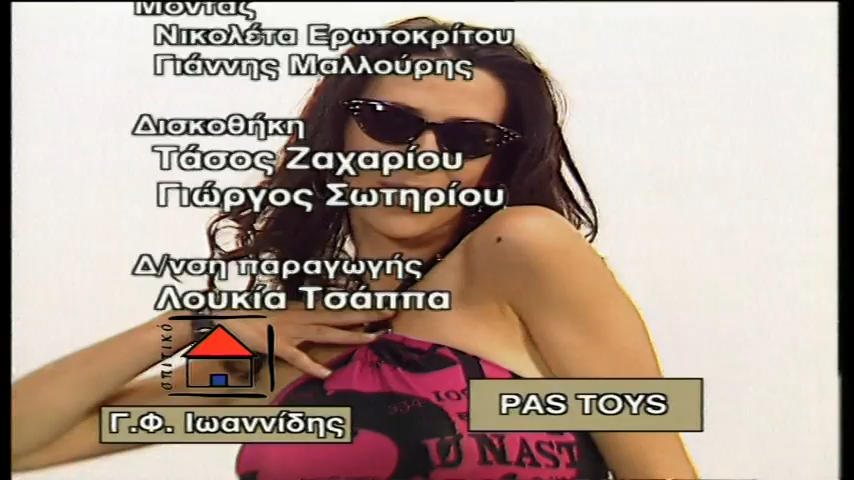 Μοντάζ
Νικολέτα Ερωτοκρίτου
Γιάννης Μαλλούρης
Δισκοθήκη
Τάσος Ζαχαρίου
Γιώργος Σωτηρίου
Δ/νση παραγωγής
Λουκία Τσάππα
σπιτικό
Γ.Φ. Ιωαννίδης
PAS TOYS
U NAST